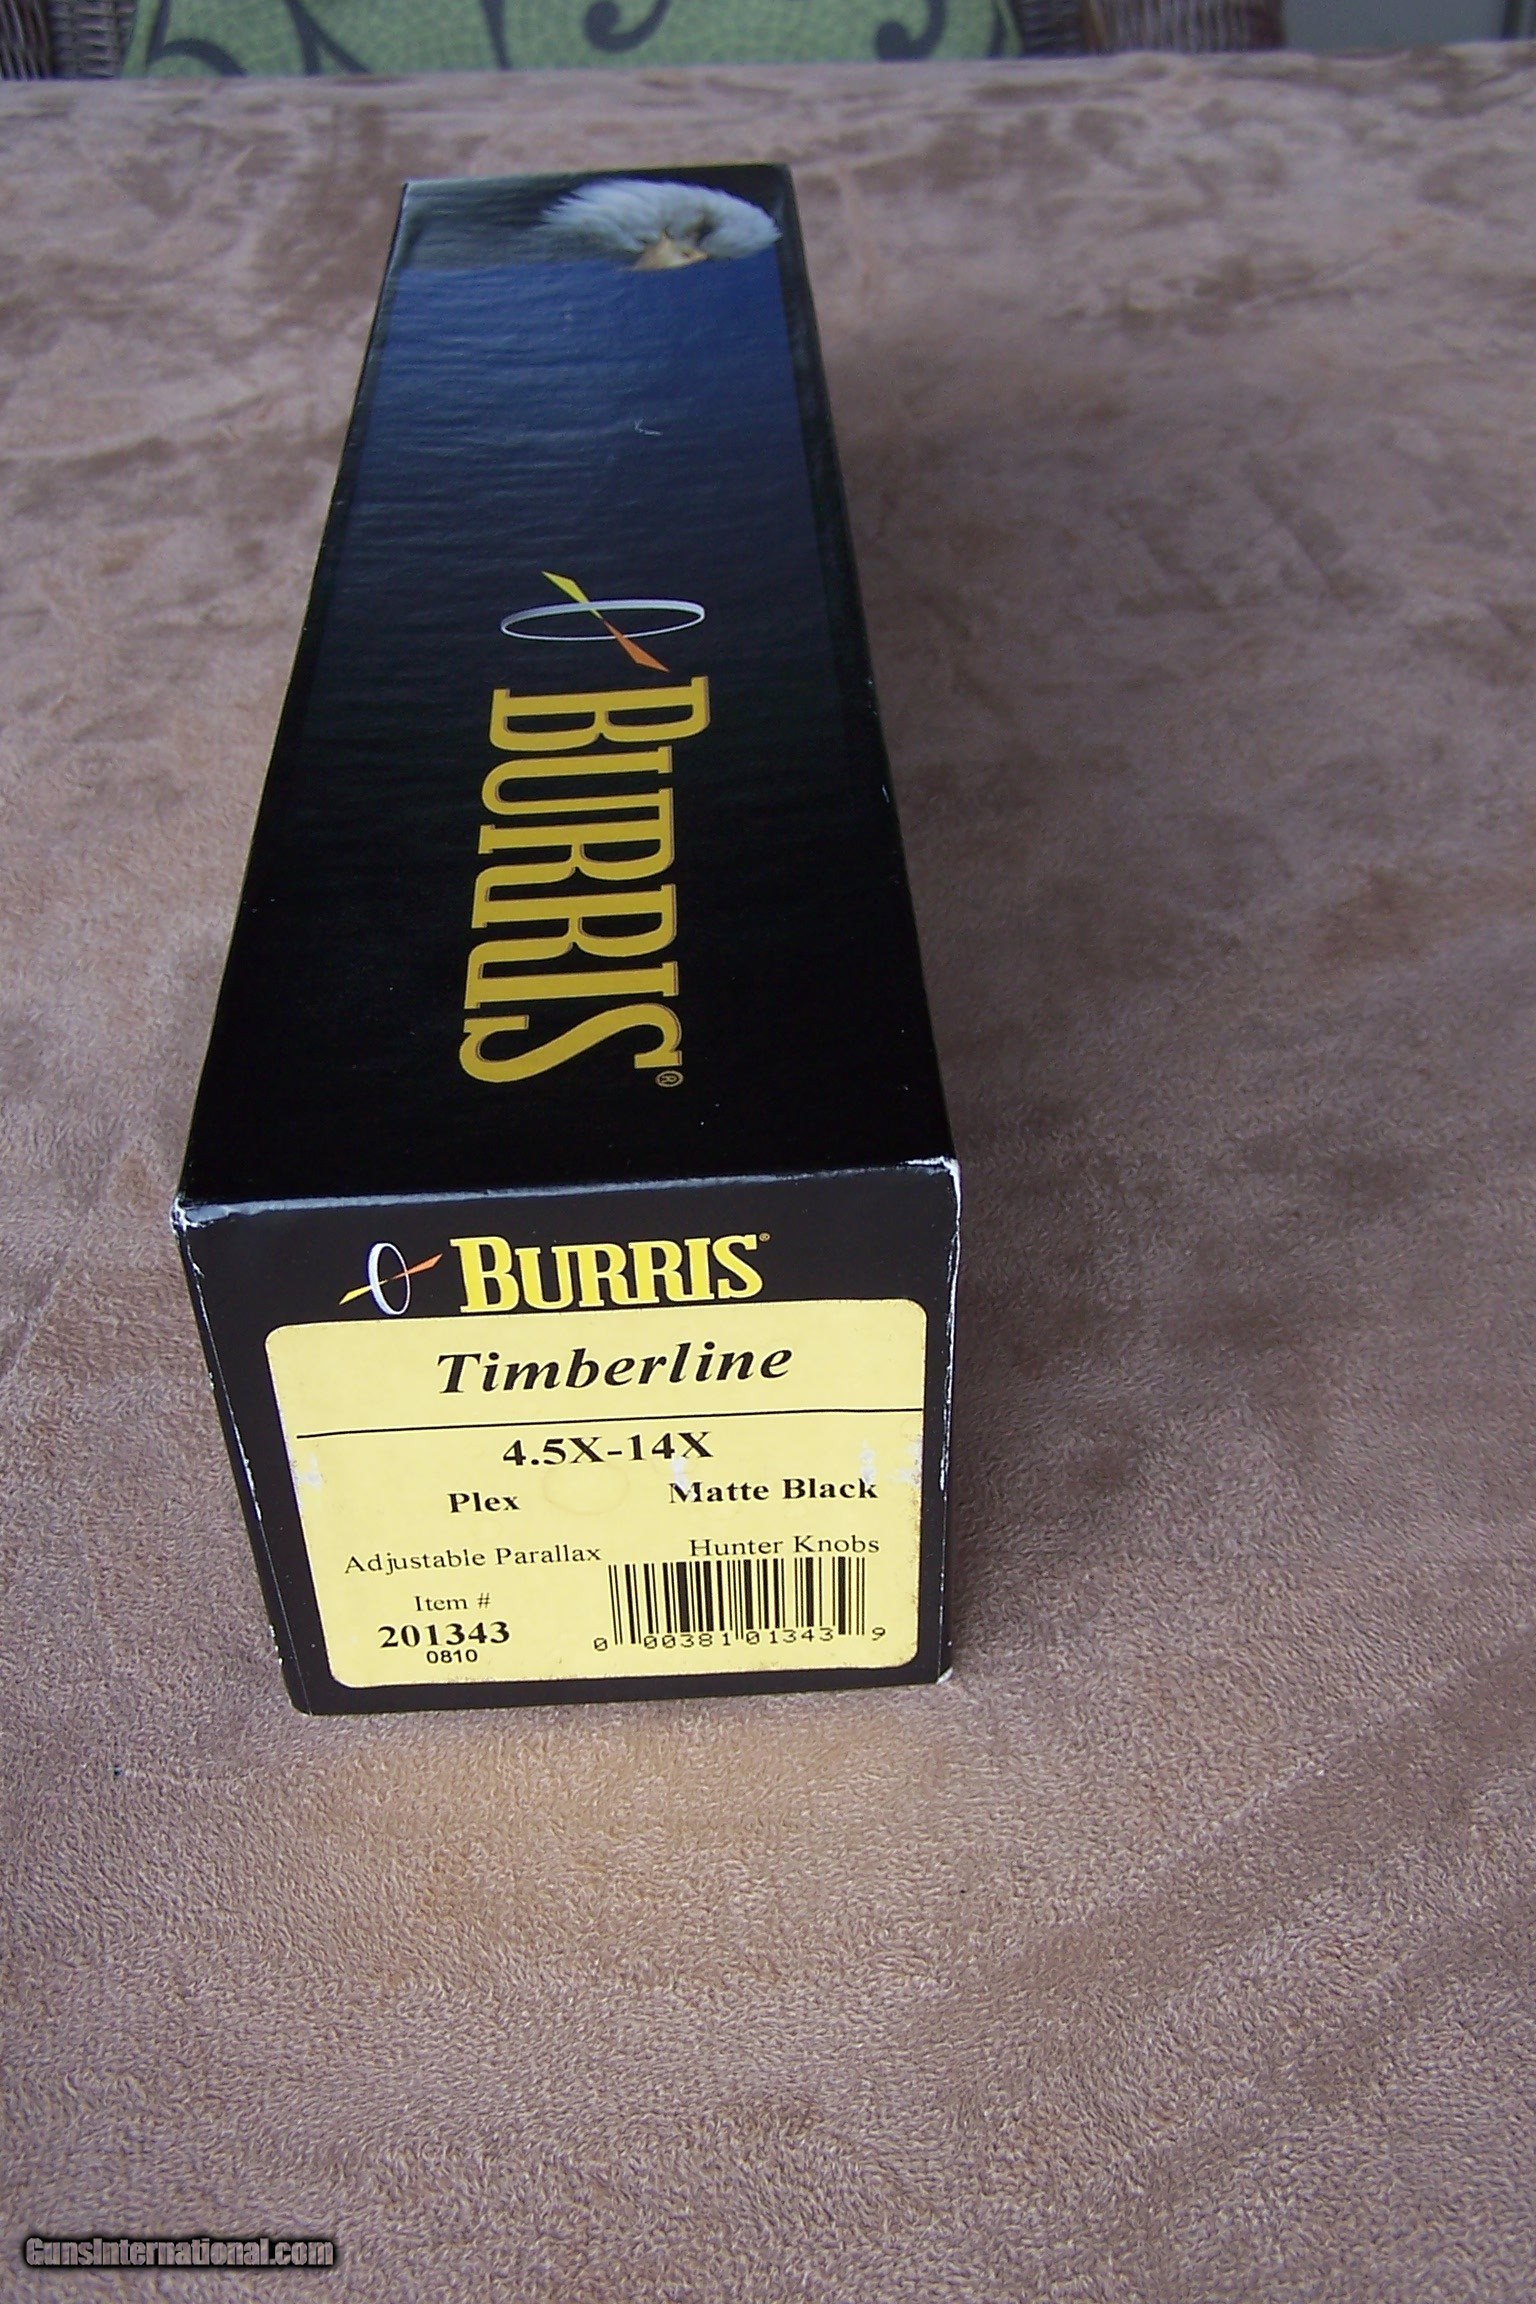 BURRIS®
BURRIS®
Timberline
4.5X-14X
Plex Matte Black
Adjustable Parallax Hunter Knobs
Item #
201343
0810
0 00381 01343 9
GunsInternational.com